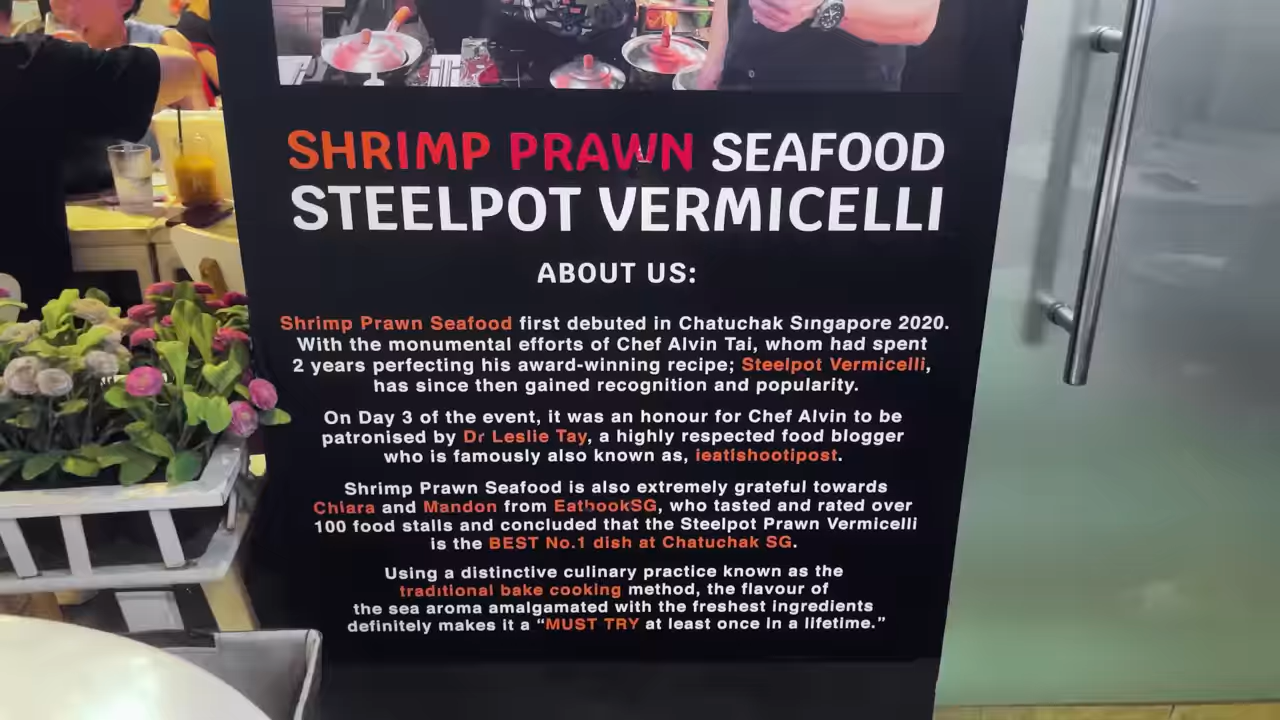 SHRIMP PRAWN SEAFOOD
STEELPOT VERMICELLI
ABOUT US:
Shrimp Prawn Seafood first debuted in Chatuchak Singapore 2020.
With the monumental efforts of Chef Alvin Tai, whom had spent
2 years perfecting his award-winning recipe; Steelpot Vermicelli,
has since then gained recognition and popularity.
On Day 3 of the event, it was an honour for Chef Alvin to be
patronised by Dr Leslie Tay, a highly respected food blogger
who is famously also known as, ieatishootipost.
Shrimp Prawn Seafood is also extremely grateful towards
Chiara and Mandon from EatbookSG, who tasted and rated over
100 food stalls and concluded that the Steelpot Prawn Vermicelli
is the BEST No.1 dish at Chatuchak SG.
Using a distinctive culinary practice known as the
traditional bake cooking method, the flavour of
the sea aroma amalgamated with the freshest ingredients
definitely makes it a “MUST TRY at least once in a lifetime.”